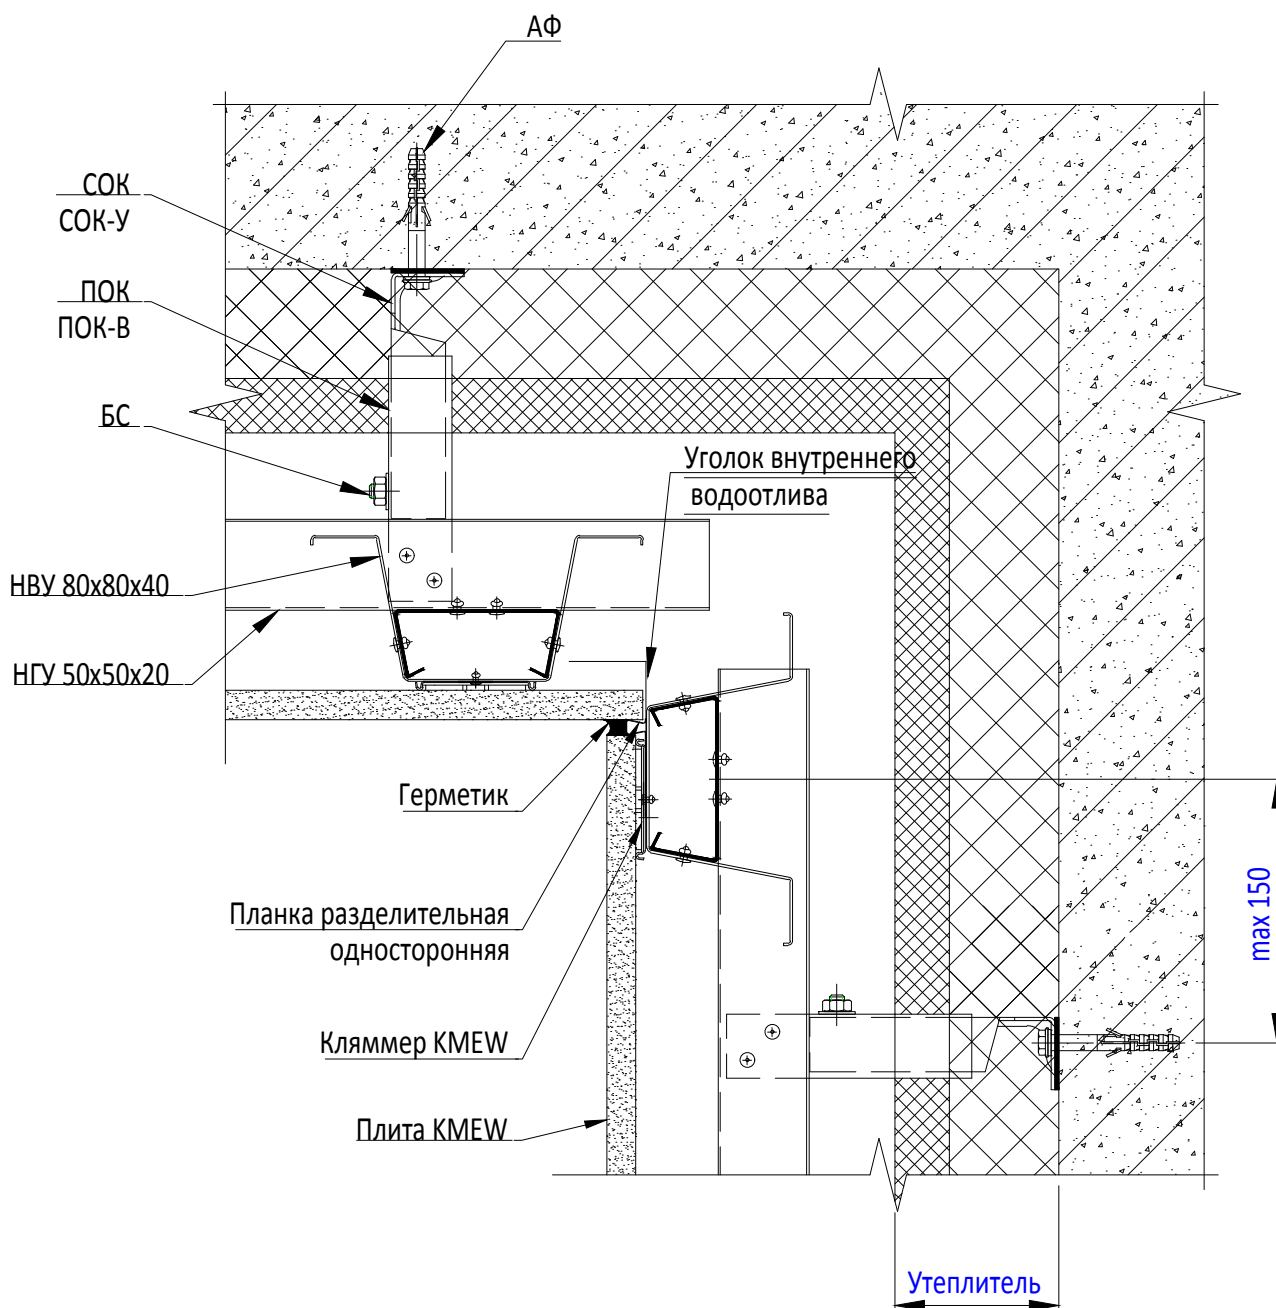 АФ
СОК
СОК-У
ПОК
ПОК-В
БС
Уголок внутреннего
водоотлива
НВУ 80х80х40
НГУ 50х50х20
Герметик
Планка разделительная
односторонняя
max 150
Кляммер KMEW
Плита KMEW
Утеплитель